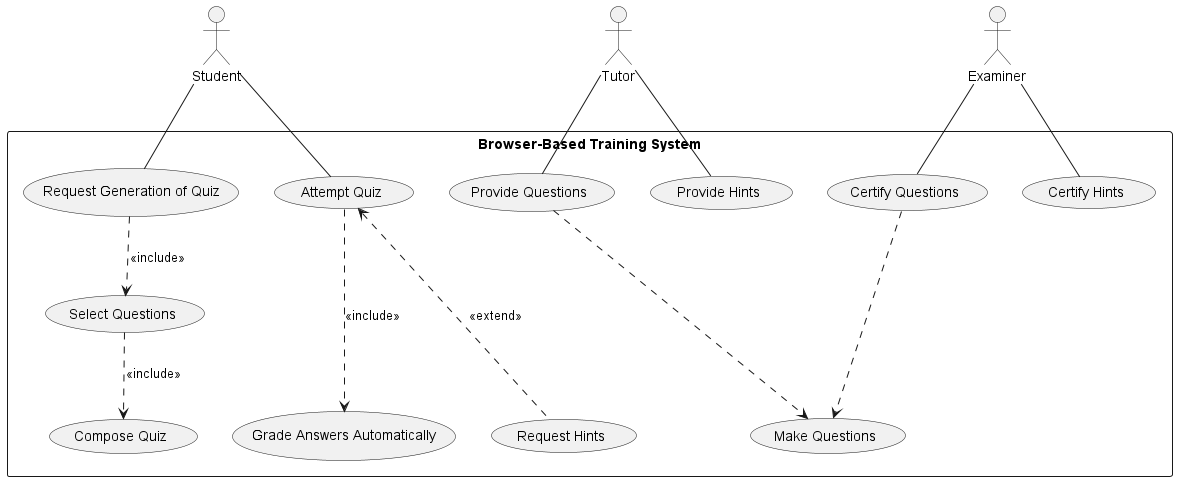 Student
Tutor
Examiner
Browser-Based Training System
Request Generation of Quiz
Attempt Quiz
Provide Questions
Provide Hints
Certify Questions
Certify Hints
«include»
Select Questions
«include»
«extend»
«include»
Compose Quiz
Grade Answers Automatically
Request Hints
Make Questions